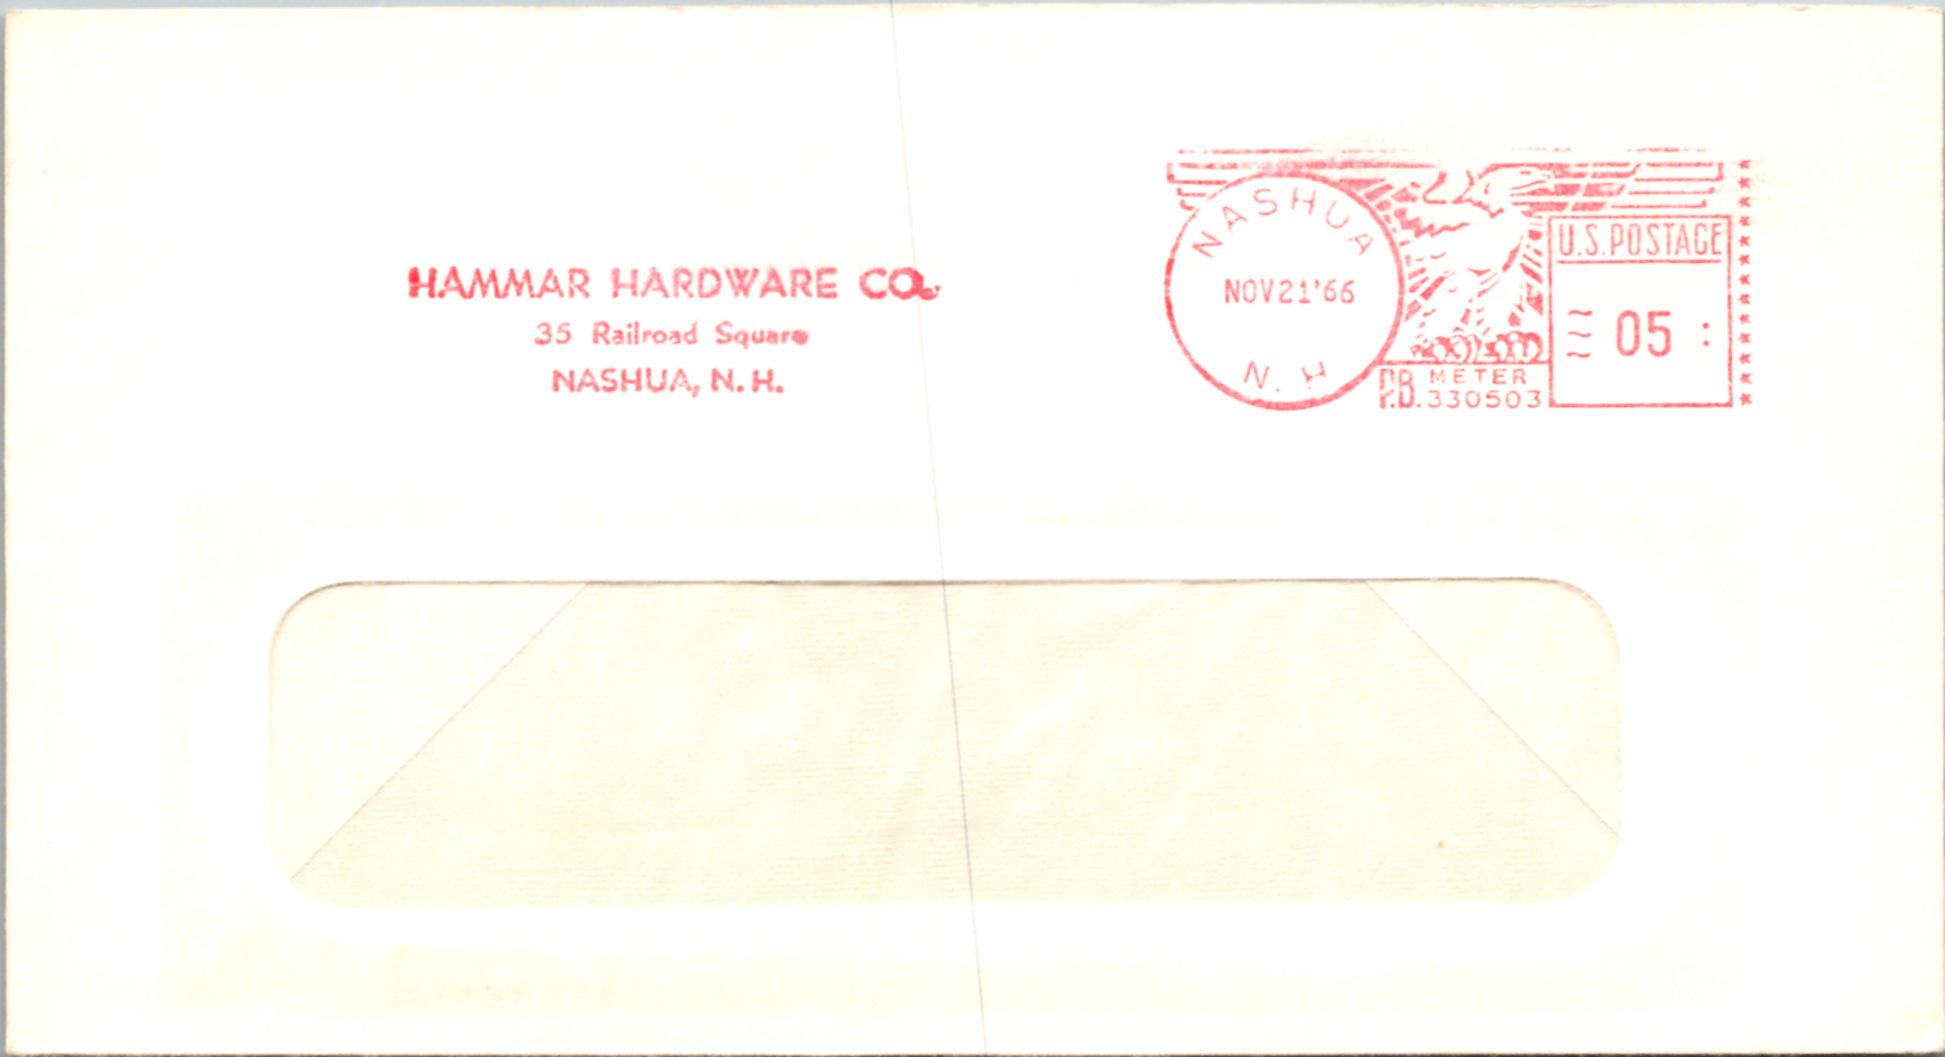 HAMMAR HARDWARE CO.
35 Railroad Square
NASHUA, N. H.
NASHUA
NOV 21 '66
N. H
U.S. POSTAGE
05
P.B. METER
330503